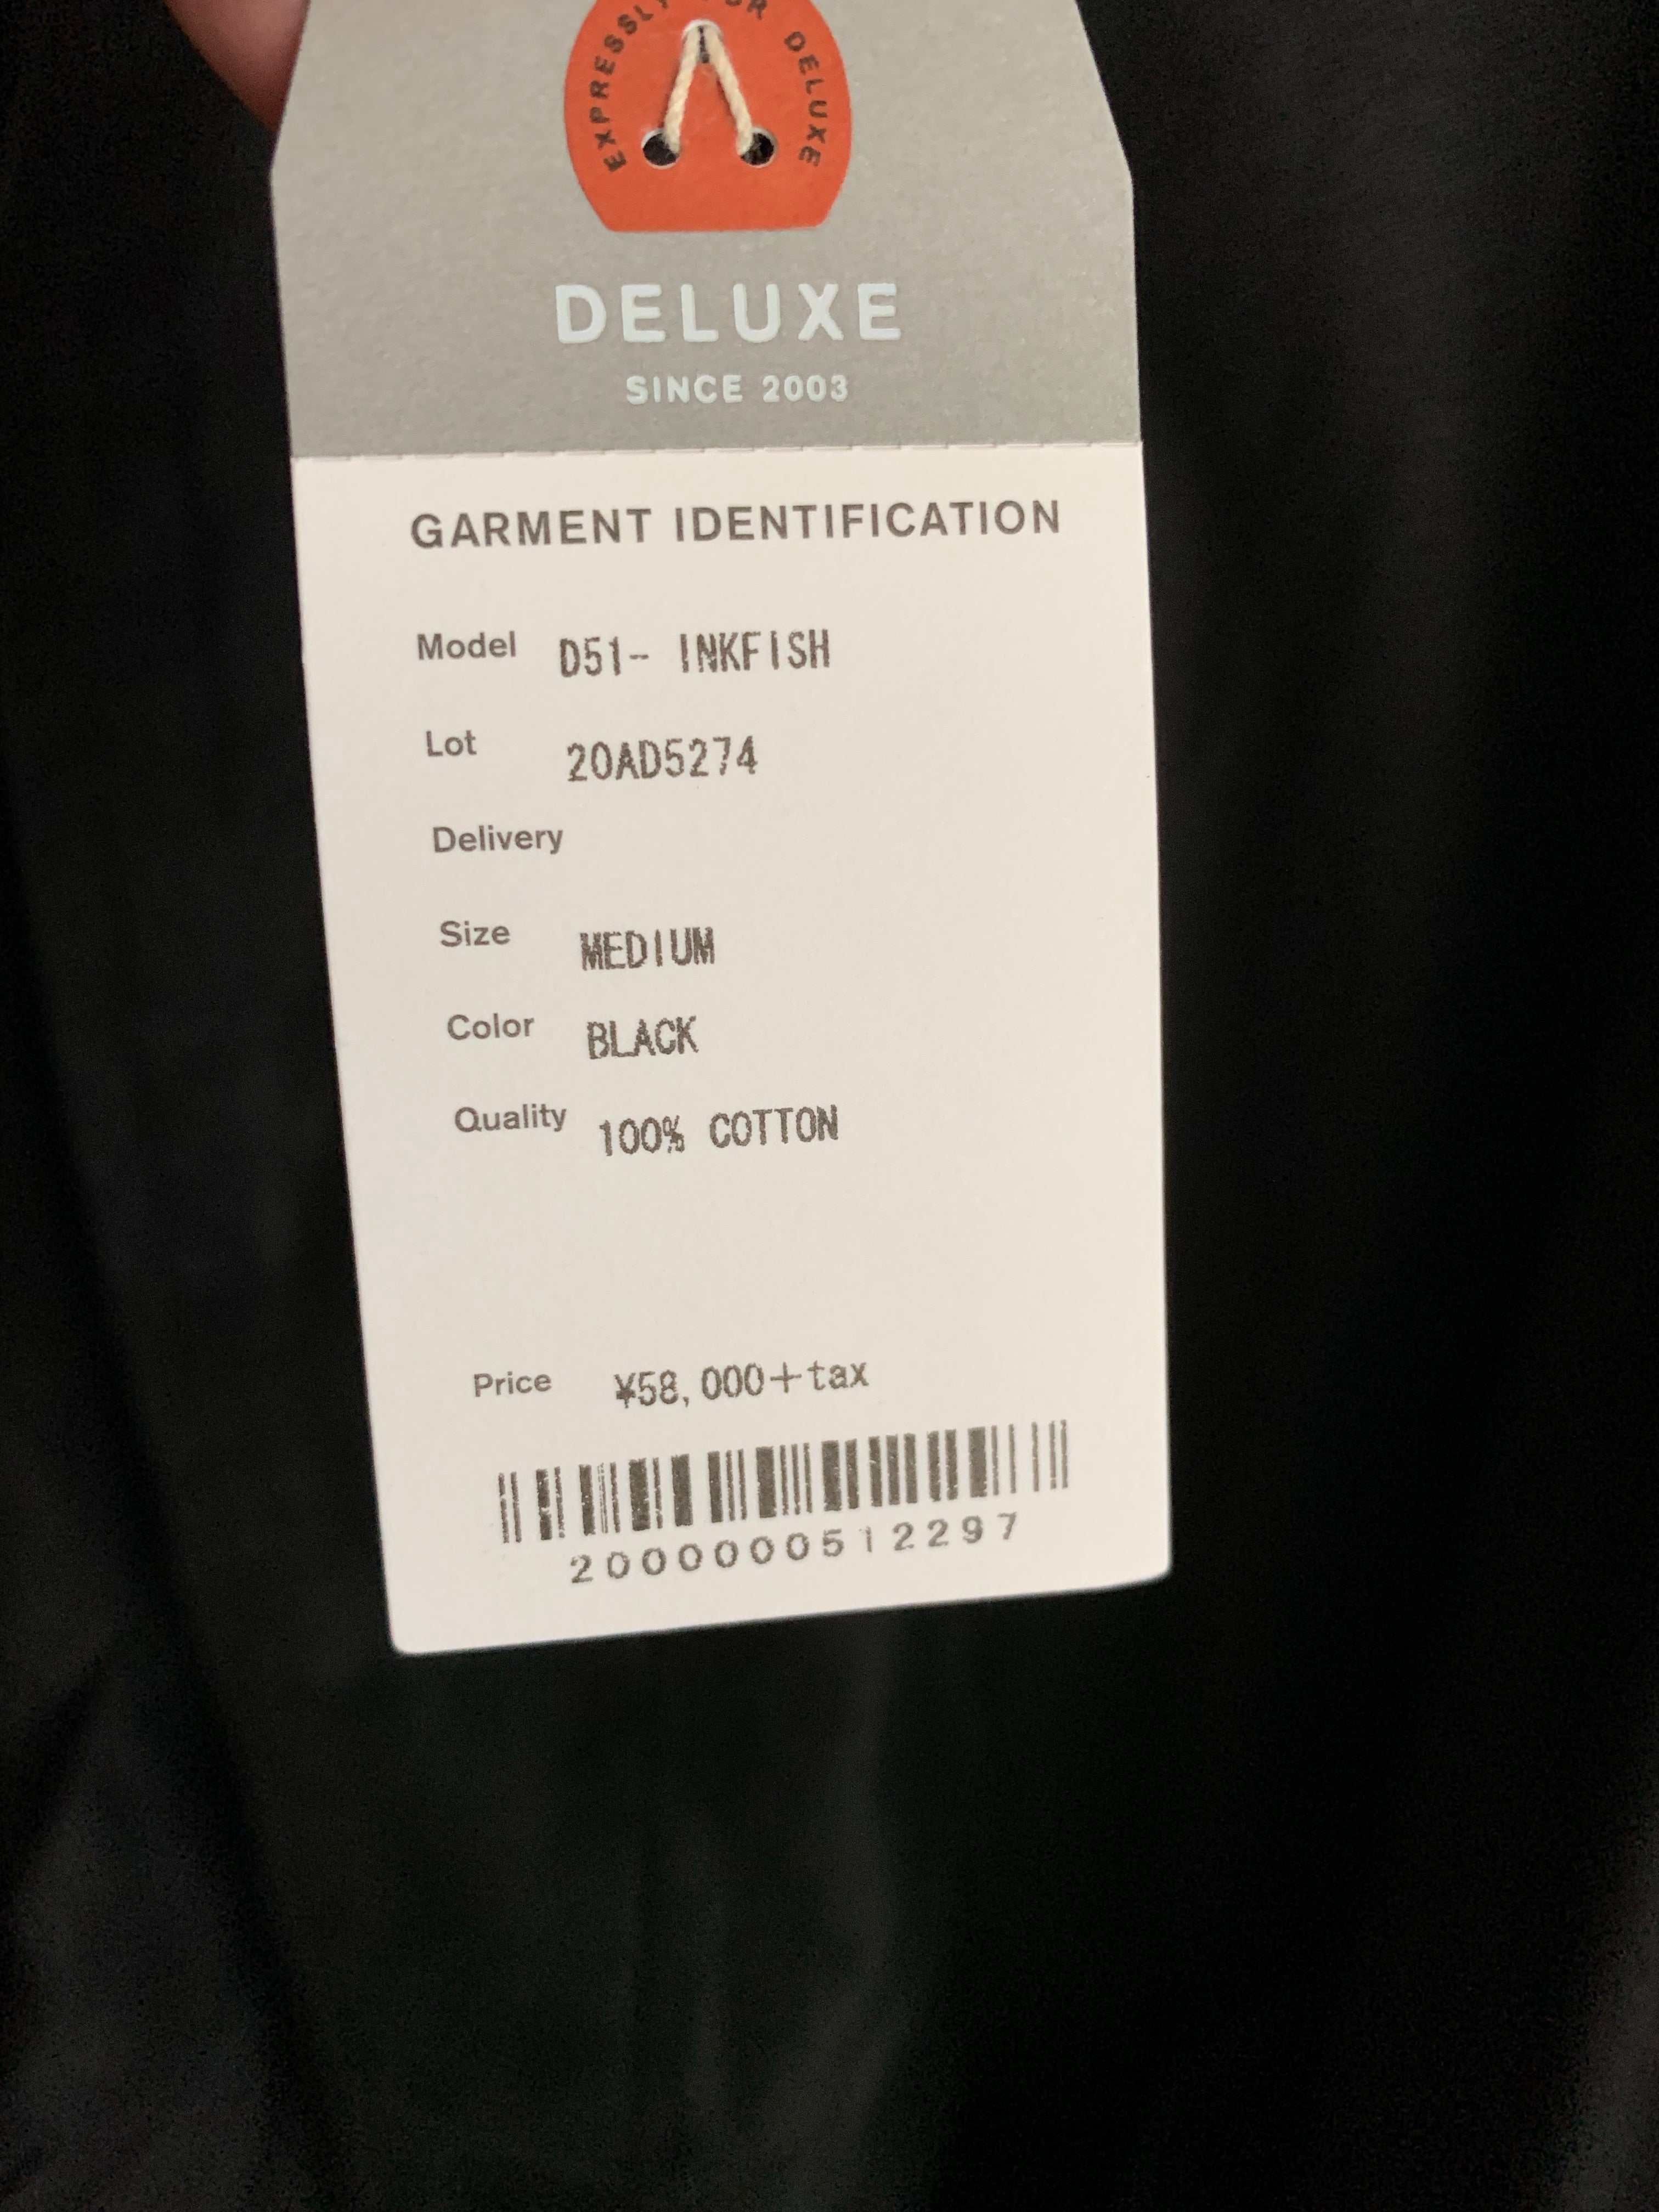 EXPRESSLY FOR DELUXE
DELUXE
SINCE 2003
GARMENT IDENTIFICATION
Model D51- INKFISH
Lot 20AD5274
Delivery
Size MEDIUM
Color BLACK
Quality 100% COTTON
Price ¥58,000+tax
2000000512297